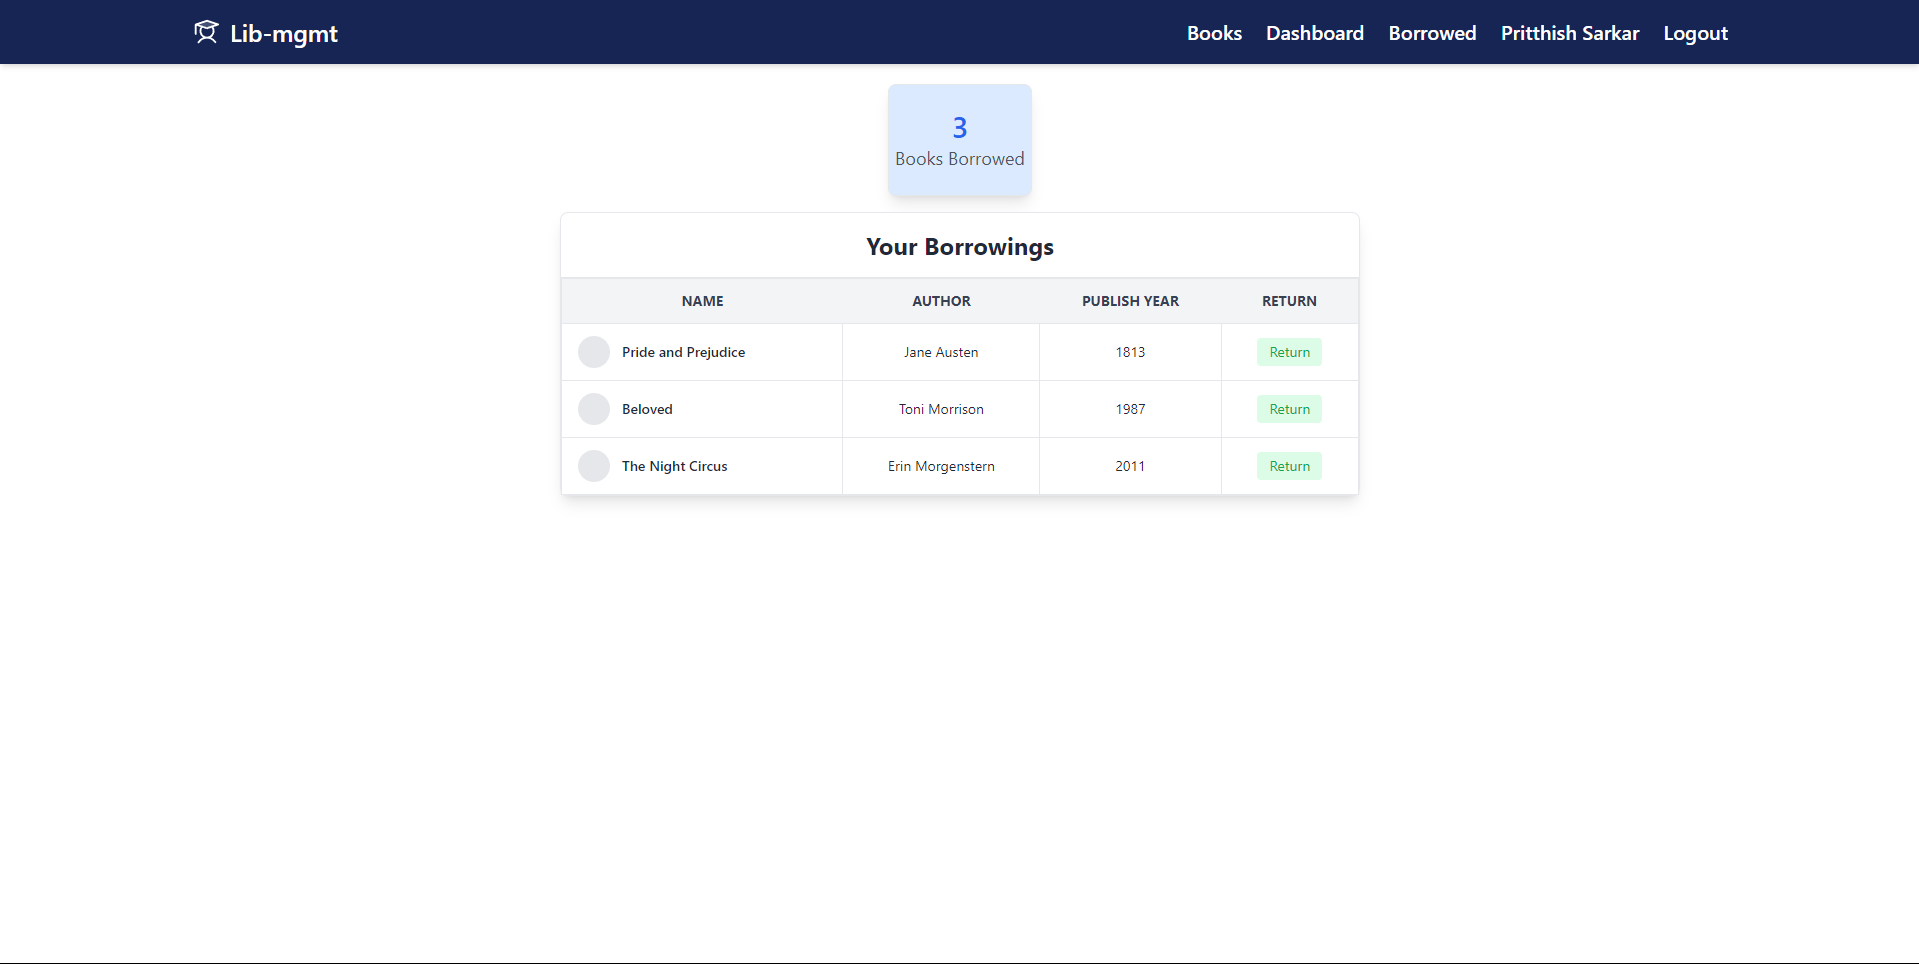 Lib-mgmt Books Dashboard Borrowed Pritthish Sarkar Logout
3
Books Borrowed
Your Borrowings
NAME AUTHOR PUBLISH YEAR RETURN
Pride and Prejudice Jane Austen 1813 Return
Beloved Toni Morrison 1987 Return
The Night Circus Erin Morgenstern 2011 Return